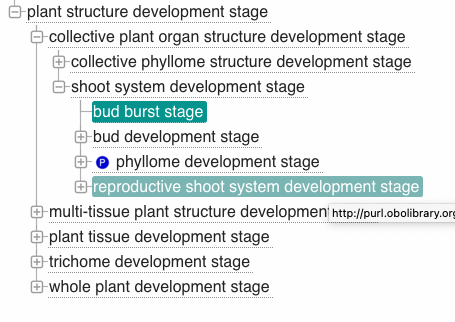 plant structure development stage
collective plant organ structure development stage
collective phyllome structure development stage
shoot system development stage
bud burst stage
bud development stage
P phyllome development stage
reproductive shoot system development stage
multi-tissue plant structure development
http://purl.obolibrary.org
plant tissue development stage
trichome development stage
whole plant development stage